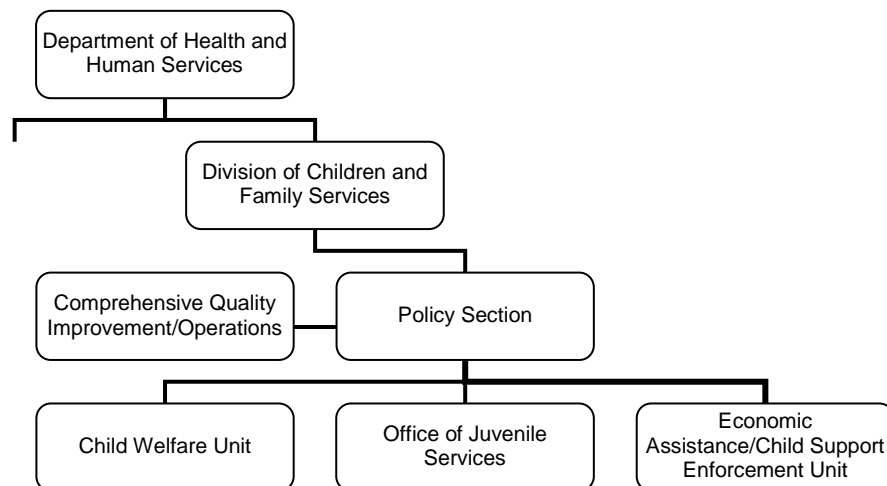 Department of Health and
Human Services
Division of Children and
Family Services
Comprehensive Quality
Improvement/Operations
Policy Section
Child Welfare Unit
Office of Juvenile
Services
Economic
Assistance/Child Support
Enforcement Unit